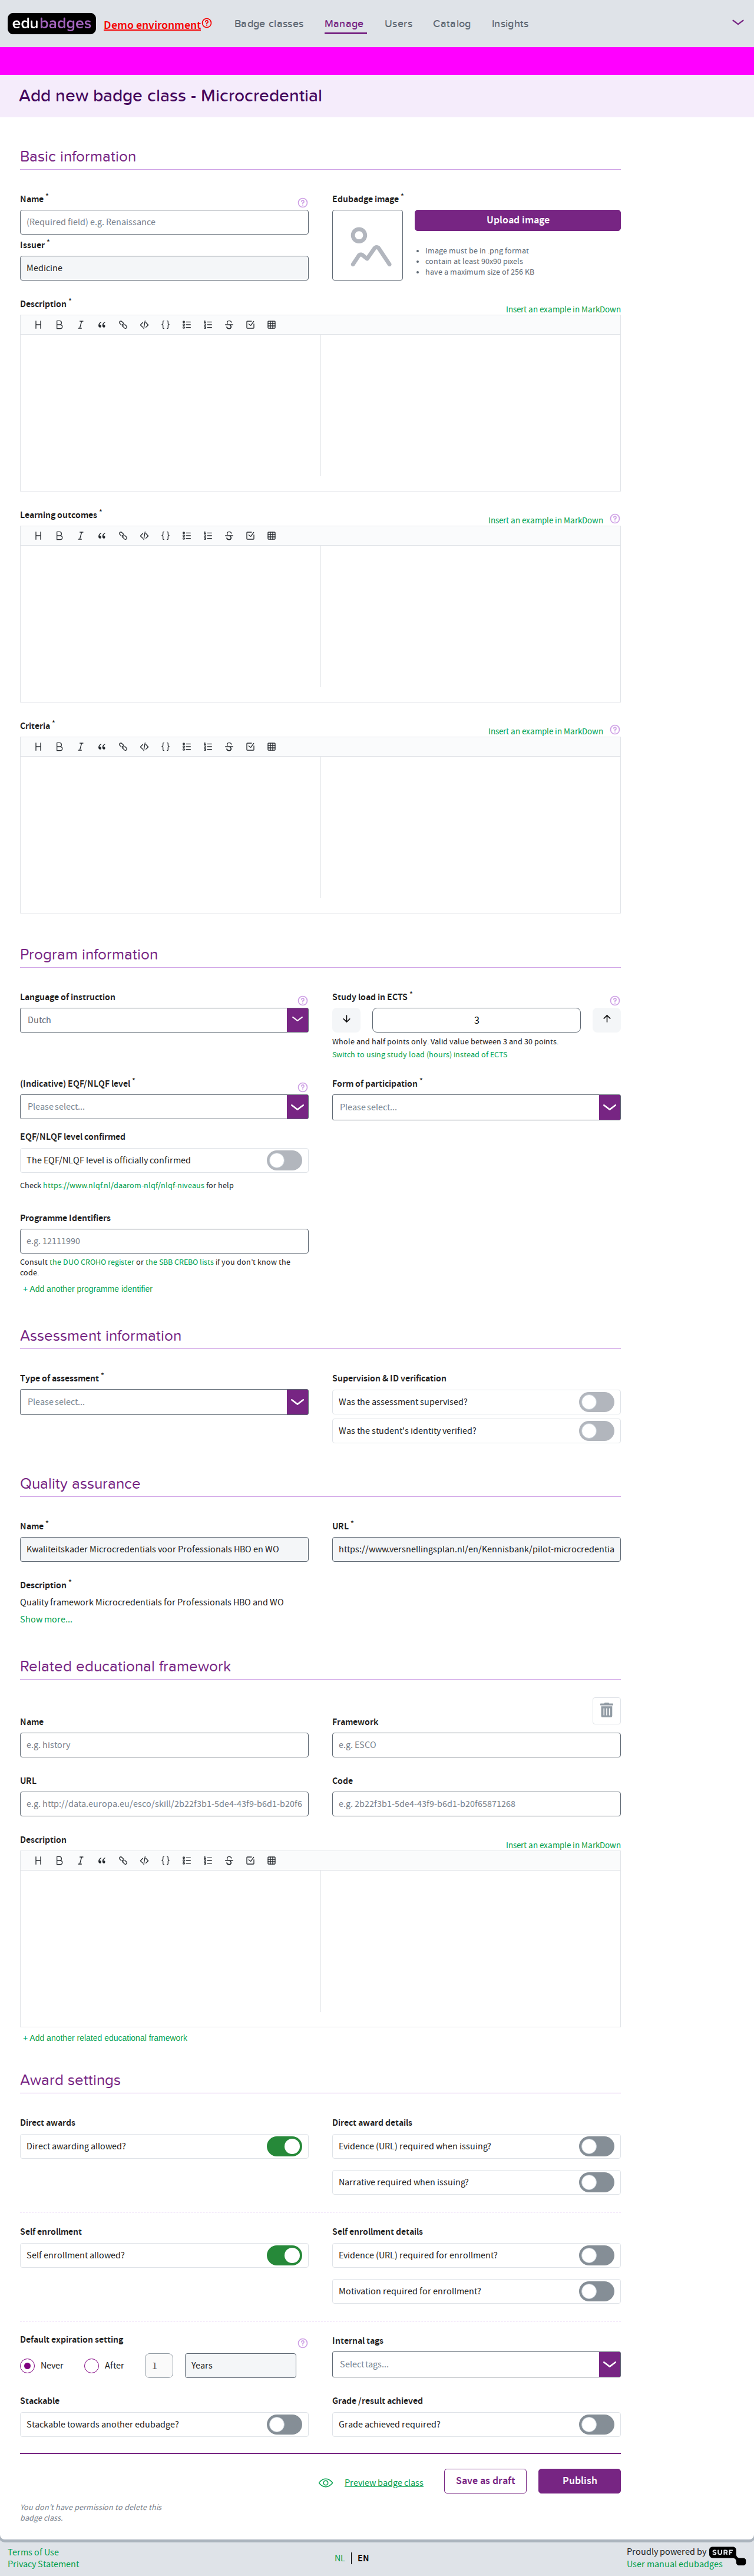 edubadges Demo environment Badge classes Manage Users Catalog Insights
Add new badge class - Microcredential
Basic information
Name *
(Required field) e.g. Renaissance
Issuer *
Medicine
Edubadge image *
Upload image
Image must be in .png format
contain at least 90x90 pixels
have a maximum size of 256 KB
Description *
Insert an example in MarkDown
Learning outcomes *
Insert an example in MarkDown
Criteria *
Insert an example in MarkDown
Program information
Language of instruction
Dutch
Study load in ECTS *
3
Whole and half points only. Valid value between 3 and 30 points.
Switch to using study load (hours) instead of ECTS
(Indicative) EQF/NLQF level *
Please select...
Form of participation *
Please select...
EQF/NLQF level confirmed
The EQF/NLQF level is officially confirmed
Check https://www.nlqf.nl/daarom-nlqf/nlqf-niveaus for help
Programme Identifiers
e.g. 12111990
Consult the DUO CROHO register or the SBB CREBO lists if you don't know the
code.
+ Add another programme identifier
Assessment information
Type of assessment *
Please select...
Supervision & ID verification
Was the assessment supervised?
Was the student's identity verified?
Quality assurance
Name *
Kwaliteitskader Microcredentials voor Professionals HBO en WO
URL *
https://www.versnellingsplan.nl/en/Kennisbank/pilot-microcredentia
Description *
Quality framework Microcredentials for Professionals HBO and WO
Show more...
Related educational framework
Name
e.g. history
Framework
e.g. ESCO
URL
e.g. http://data.europa.eu/esco/skill/2b22f3b1-5de4-43f9-b6d1-b20f6
Code
e.g. 2b22f3b1-5de4-43f9-b6d1-b20f65871268
Description
Insert an example in MarkDown
+ Add another related educational framework
Award settings
Direct awards
Direct awarding allowed?
Direct award details
Evidence (URL) required when issuing?
Narrative required when issuing?
Self enrollment
Self enrollment allowed?
Self enrollment details
Evidence (URL) required for enrollment?
Motivation required for enrollment?
Default expiration setting
Never After 1 Years
Internal tags
Select tags...
Stackable
Stackable towards another edubadge?
Grade /result achieved
Grade achieved required?
Preview badge class
Save as draft
Publish
You don't have permission to delete this
badge class.
Terms of Use
Privacy Statement
NL | EN
Proudly powered by SURF
User manual edubadges